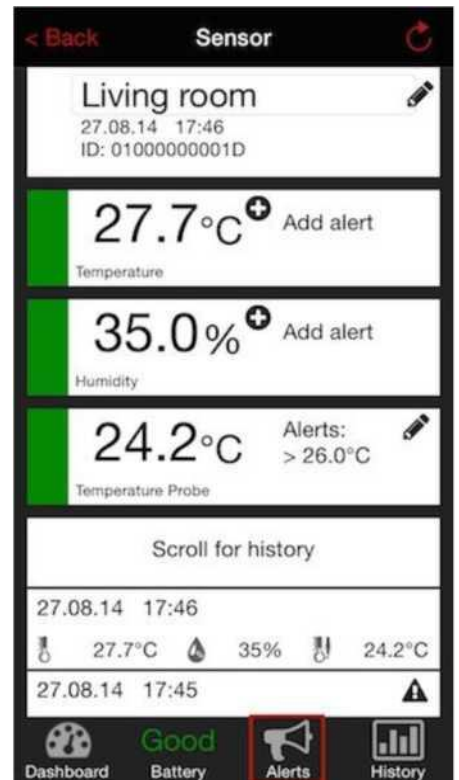 < Back Sensor
Living room
27.08.14 17:46
ID: 01000000001D
27.7°C Add alert
Temperature
35.0% Add alert
Humidity
24.2°C Alerts:
> 26.0°C
Temperature Probe
Scroll for history
27.08.14 17:46
27.7°C 35% 24.2°C
27.08.14 17:45
Good
Dashboard Battery Alerts History